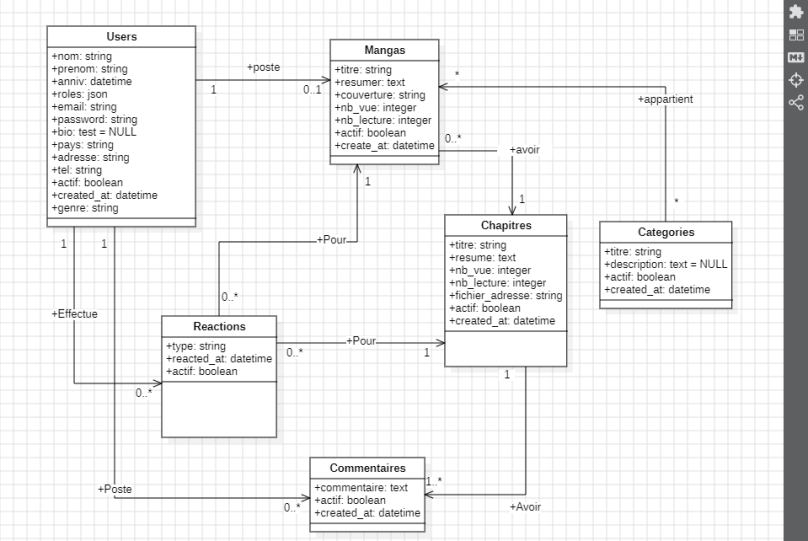 Users
+nom: string
+prenom: string
+anniv: datetime
+roles: json
+email: string
+password: string
+bio: test = NULL
+pays: string
+adresse: string
+tel: string
+actif: boolean
+created_at: datetime
+genre: string
+poste
1
0..1
Mangas
+titre: string
+resumer: text
+couverture: string
+nb_vue: integer
+nb_lecture: integer
+actif: boolean
+create_at: datetime
*
+appartient
*
0..*
+avoir
1
1
+Pour
0..*
Chapitres
+titre: string
+resume: text
+nb_vue: integer
+nb_lecture: integer
+fichier_adresse: string
+actif: boolean
+created_at: datetime
Categories
+titre: string
+description: text = NULL
+actif: boolean
+created_at: datetime
1
1
+Effectue
0..*
Reactions
+type: string
+reacted_at: datetime
+actif: boolean
0..*
+Pour
1
1
+Poste
0..*
Commentaires
+commentaire: text
+actif: boolean
+created_at: datetime
1..*
+Avoir